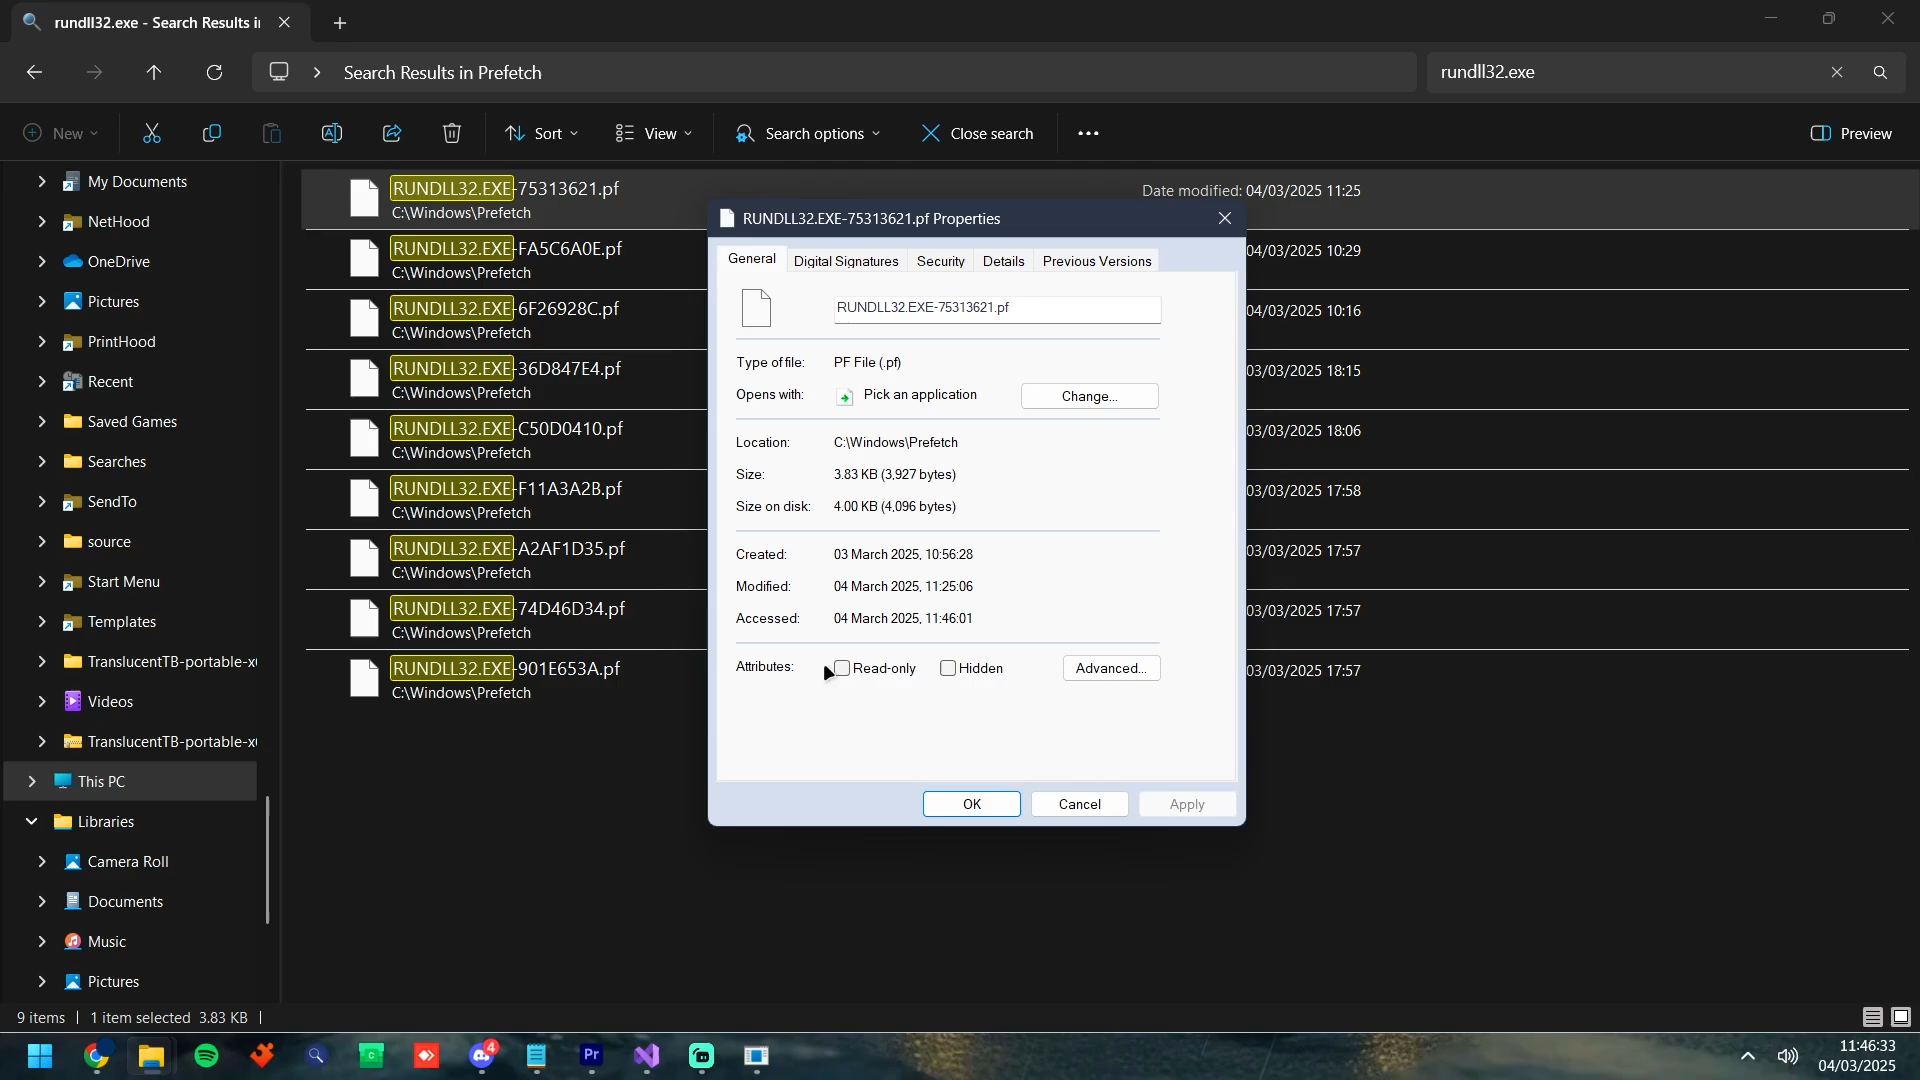 rundll32.exe - Search Results i
Search Results in Prefetch
rundll32.exe
New
Sort
View
Search options
Close search
Preview
My Documents
NetHood
OneDrive
Pictures
PrintHood
Recent
Saved Games
Searches
SendTo
source
Start Menu
Templates
TranslucentTB-portable-x
Videos
TranslucentTB-portable-x
This PC
Libraries
Camera Roll
Documents
Music
Pictures
RUNDLL32.EXE-75313621.pf
C:\Windows\Prefetch
Date modified: 04/03/2025 11:25
RUNDLL32.EXE-FA5C6A0E.pf
C:\Windows\Prefetch
04/03/2025 10:29
RUNDLL32.EXE-6F26928C.pf
C:\Windows\Prefetch
04/03/2025 10:16
RUNDLL32.EXE-36D847E4.pf
C:\Windows\Prefetch
03/03/2025 18:15
RUNDLL32.EXE-C50D0410.pf
C:\Windows\Prefetch
03/03/2025 18:06
RUNDLL32.EXE-F11A3A2B.pf
C:\Windows\Prefetch
03/03/2025 17:58
RUNDLL32.EXE-A2AF1D35.pf
C:\Windows\Prefetch
03/03/2025 17:57
RUNDLL32.EXE-74D46D34.pf
C:\Windows\Prefetch
03/03/2025 17:57
RUNDLL32.EXE-901E653A.pf
C:\Windows\Prefetch
03/03/2025 17:57
RUNDLL32.EXE-75313621.pf Properties
General
Digital Signatures
Security
Details
Previous Versions
RUNDLL32.EXE-75313621.pf
Type of file: PF File (.pf)
Opens with: Pick an application
Change...
Location: C:\Windows\Prefetch
Size: 3.83 KB (3,927 bytes)
Size on disk: 4.00 KB (4,096 bytes)
Created: 03 March 2025, 10:56:28
Modified: 04 March 2025, 11:25:06
Accessed: 04 March 2025, 11:46:01
Attributes: Read-only Hidden
Advanced...
OK
Cancel
Apply
9 items
1 item selected 3.83 KB
4
Pr
11:46:33
04/03/2025